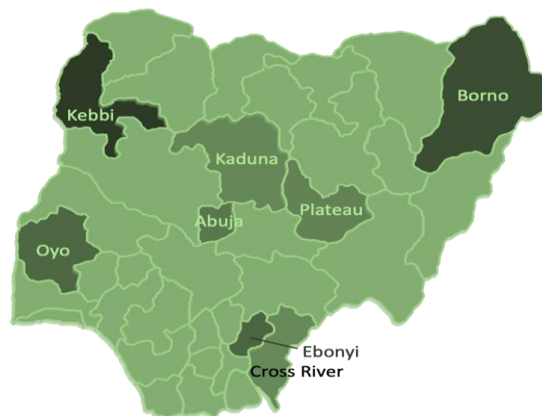 Borno
Kebbi
Kaduna
Plateau
Abuja
Oyo
Ebonyi
Cross River